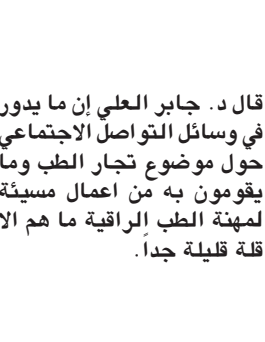 قال د. جابر العلي إن ما يدور
في وسائل التواصل الاجتماعي
حول موضوع تجار الطب وما
يقومون به من اعمال مسيئة
لمهنة الطب الراقية ما هم الا
قلة قليلة جداً.